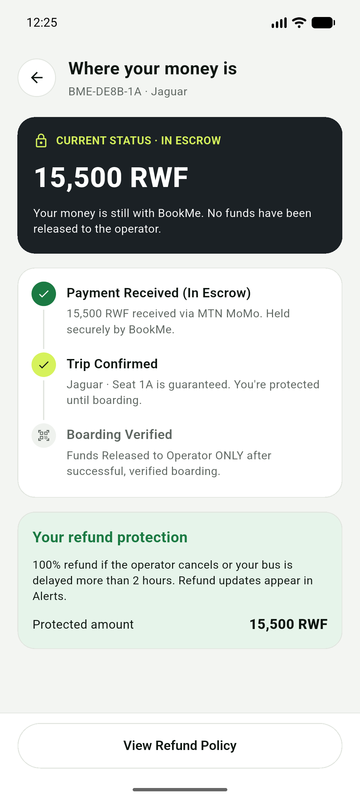 12:25
Where your money is
BME-DE8B-1A · Jaguar
CURRENT STATUS · IN ESCROW
15,500 RWF
Your money is still with BookMe. No funds have been
released to the operator.
Payment Received (In Escrow)
15,500 RWF received via MTN MoMo. Held
securely by BookMe.
Trip Confirmed
Jaguar · Seat 1A is guaranteed. You're protected
until boarding.
Boarding Verified
Funds Released to Operator ONLY after
successful, verified boarding.
Your refund protection
100% refund if the operator cancels or your bus is
delayed more than 2 hours. Refund updates appear in
Alerts.
Protected amount 15,500 RWF
View Refund Policy